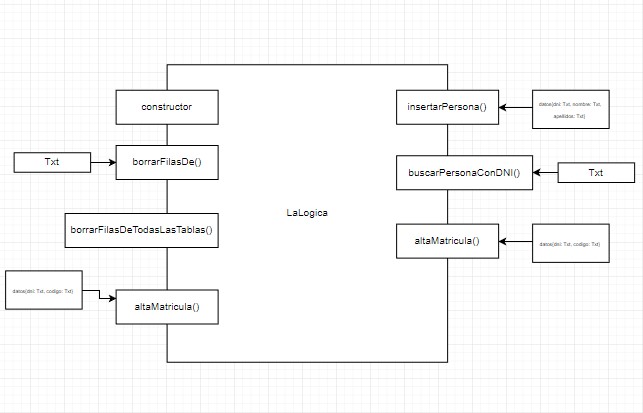 constructor
insertarPersona()
datos(dni: Txt, nombre: Txt,
apellidos: Txt)
Txt
borrarFilasDe()
buscarPersonaConDNI()
Txt
borrarFilasDeTodasLasTablas()
LaLogica
altaMatricula()
datos(dni: Txt, codigo: Txt)
datos(dni: Txt, codigo: Txt)
altaMatricula()